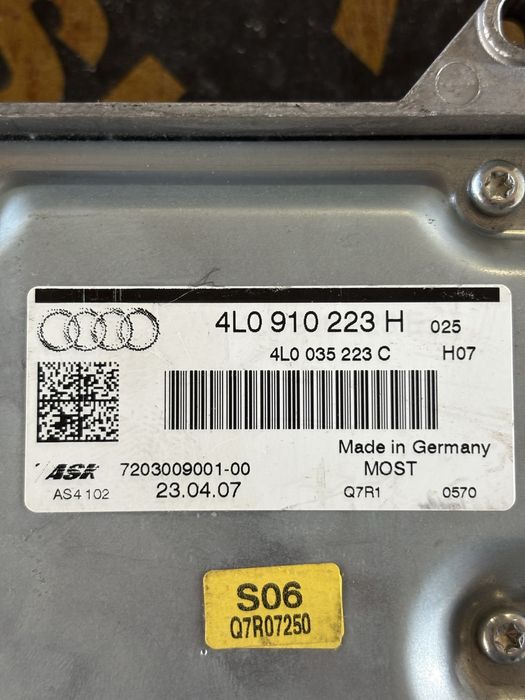 4L0 910 223 H 025
4L0 035 223 C H07
Made in Germany
ASK 7203009001-00 MOST
AS4 102 23.04.07 Q7R1 0570
S06
Q7R07250